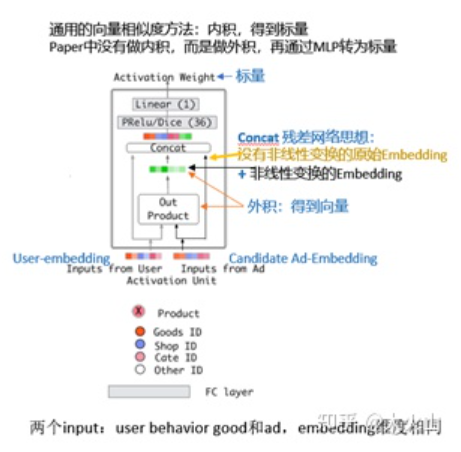 通用的向量相似度方法：内积，得到标量
Paper中没有做内积，而是做外积，再通过MLP转为标量
Activation Weight 标量
Linear (1)
PRelu/Dice (36)
Concat
Concat 残差网络思想：
没有非线性变换的原始Embedding
+ 非线性变换的Embedding
Out
Product
外积：得到向量
User-embedding
Candidate Ad-Embedding
Inputs from User
Inputs from Ad
Activation Unit
X Product
Goods ID
Shop ID
Cate ID
Other ID
FC layer
两个input：user behavior good和ad，embedding维度相同
知乎